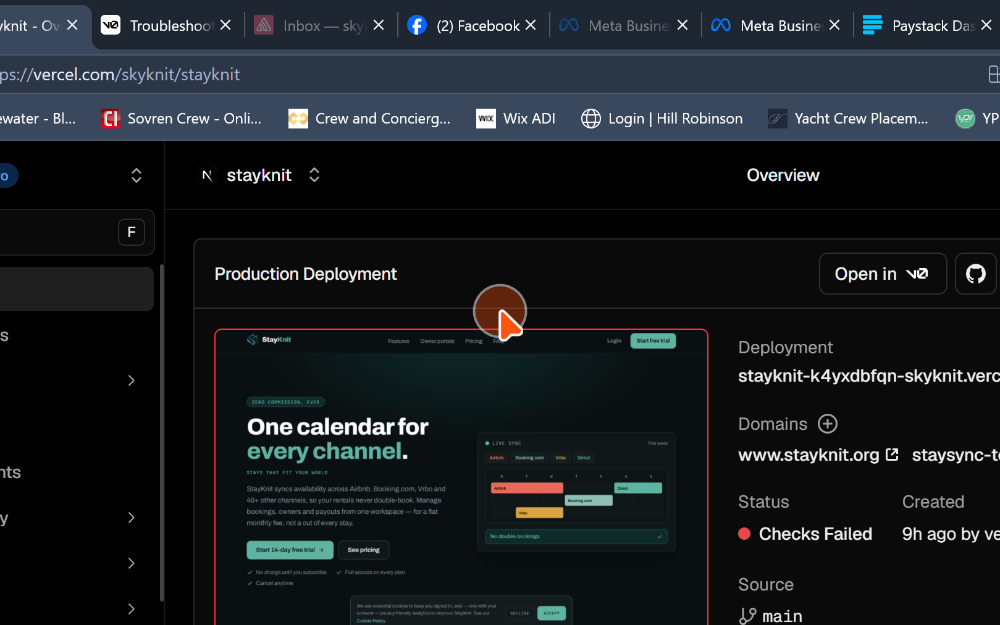 yknit - Ov
Troubleshoot
Inbox — skyk
(2) Facebook
Meta Busine
Meta Busines
Paystack Das
ps://vercel.com/skyknit/stayknit
ewater - Bl...
CI
Sovren Crew - Onli...
Crew and Concierg...
WIX
Wix ADI
Login | Hill Robinson
Yacht Crew Placem...
YP
ro
N
stayknit
Overview
F
Production Deployment
Open in v0
s
nts
y
StayKnit
Features
Owner portals
Pricing
FAQ
Login
Start free trial
ZERO COMMISSION, EVER
One calendar for
every channel.
STAYS THAT FIT YOUR WORLD
StayKnit syncs availability across Airbnb, Booking.com, Vrbo and
40+ other channels, so your rentals never double-book. Manage
bookings, owners and payouts from one workspace — for a flat
monthly fee, not a cut of every stay.
Start 14-day free trial →
See pricing
No charge until you subscribe
Full access on every plan
Cancel anytime
LIVE SYNC
This week
Airbnb
Booking.com
Vrbo
Direct
M T W T F S S
Airbnb
Direct
Booking.com
Vrbo
No double-bookings
We use essential cookies to keep you signed in, and — only with your
consent — privacy-friendly analytics to improve StayKnit. See our
Cookie Policy.
DECLINE
ACCEPT
Deployment
stayknit-k4yxdbfqn-skyknit.verc
Domains
www.stayknit.org
staysync-te
Status
Created
Checks Failed
9h ago by ve
Source
main